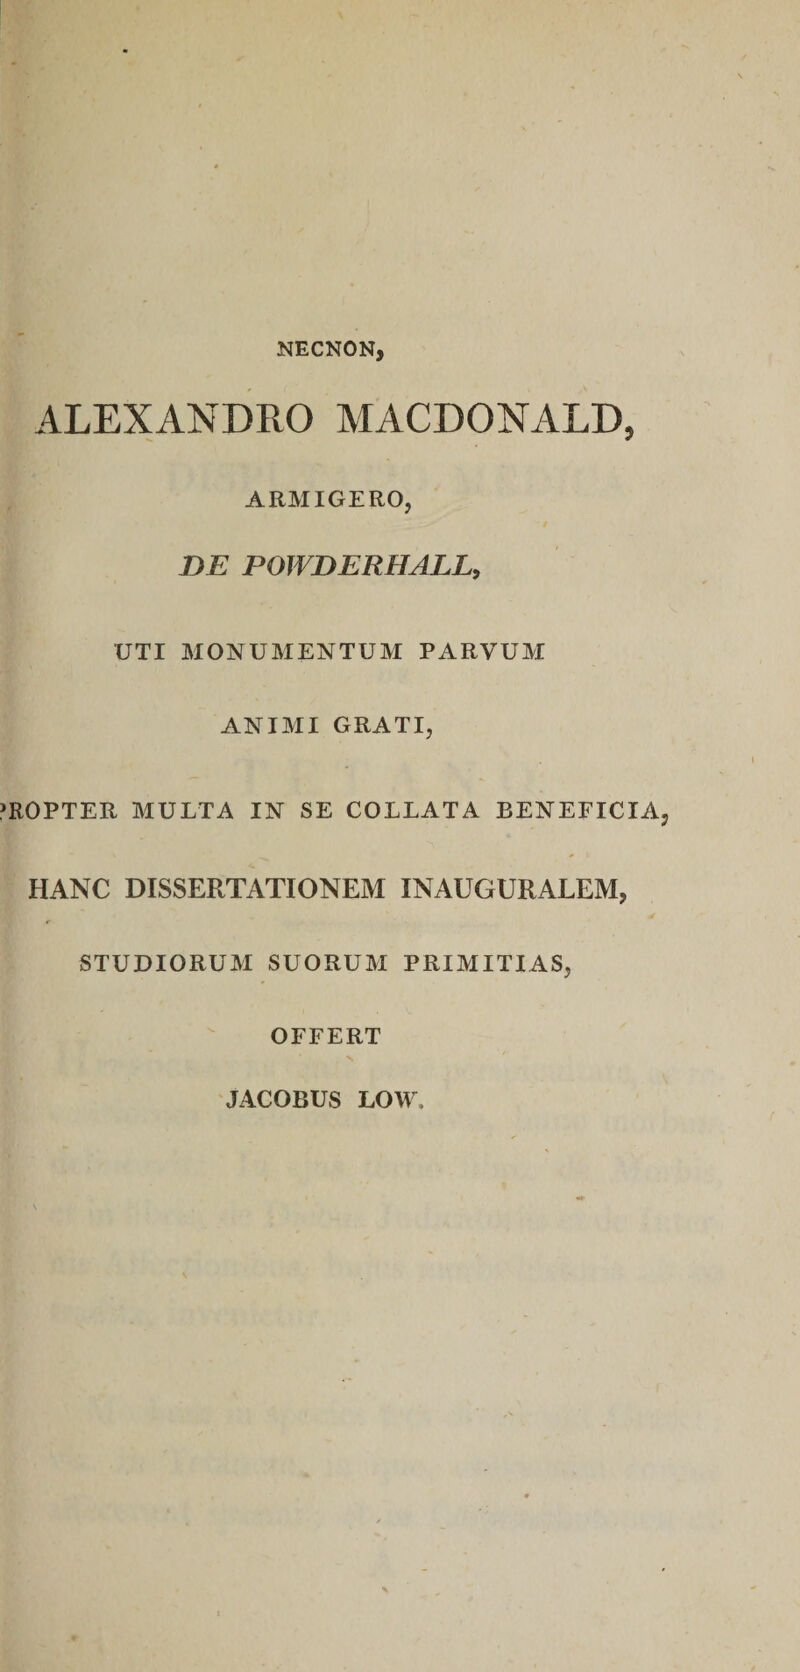 NECNON,
ALEXANDRO MACDONALD,
ARMIGERO,
DE POWDERHALL,
UTI MONUMENTUM PARVUM
ANIMI GRATI,
PROPTER MULTA IN SE COLLATA BENEFICIA,
HANC DISSERTATIONEM INAUGURALEM,
STUDIORUM SUORUM PRIMITIAS,
OFFERT
JACOBUS LOW.